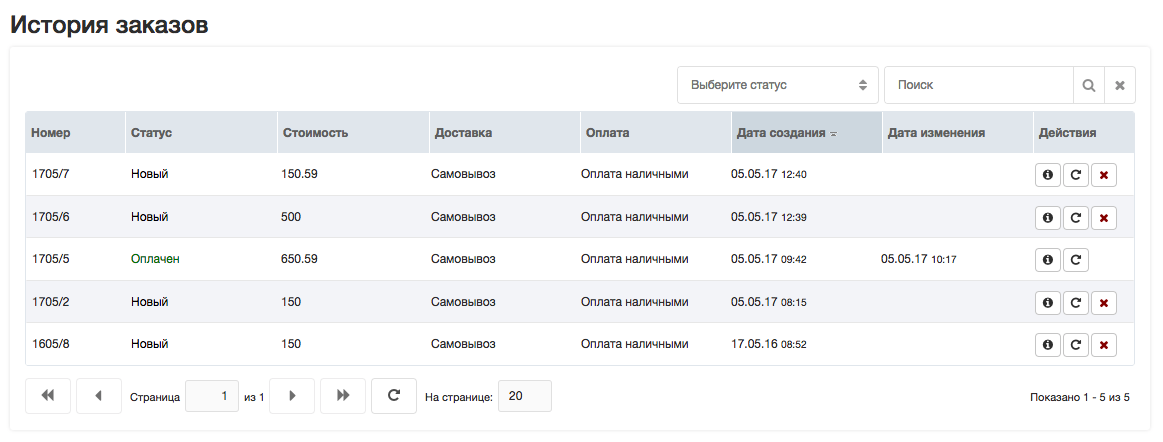 История заказов
Выберите статус Поиск
Номер Статус Стоимость Доставка Оплата Дата создания Дата изменения Действия
1705/7 Новый 150.59 Самовывоз Оплата наличными 05.05.17 12:40
1705/6 Новый 500 Самовывоз Оплата наличными 05.05.17 12:39
1705/5 Оплачен 650.59 Самовывоз Оплата наличными 05.05.17 09:42 05.05.17 10:17
1705/2 Новый 150 Самовывоз Оплата наличными 05.05.17 08:15
1605/8 Новый 150 Самовывоз Оплата наличными 17.05.16 08:52
Страница 1 из 1 На странице: 20 Показано 1 - 5 из 5